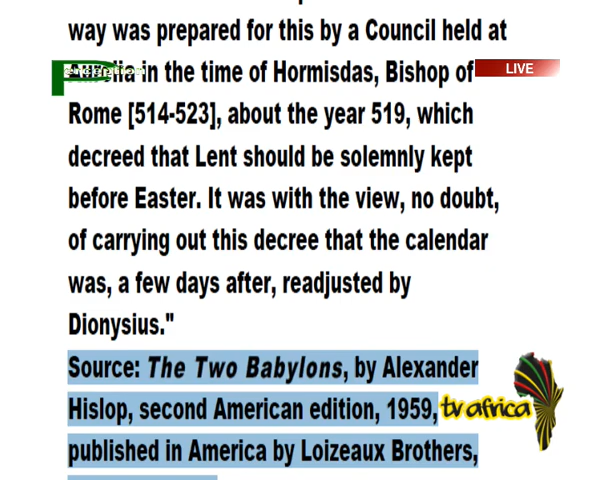 way was prepared for this by a Council held at
in the time of Hormisdas, Bishop of
LIVE
Rome [514-523], about the year 519, which
decreed that Lent should be solemnly kept
before Easter. It was with the view, no doubt,
of carrying out this decree that the calendar
was, a few days after, readjusted by
Dionysius."
Source: The Two Babylons, by Alexander
Hislop, second American edition, 1959,
tv africa
published in America by Loizeaux Brothers,